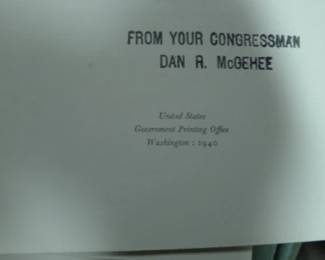 FROM YOUR CONGRESSMAN
DAN R. McGEHEE
United States
Government Printing Office
Washington : 1940